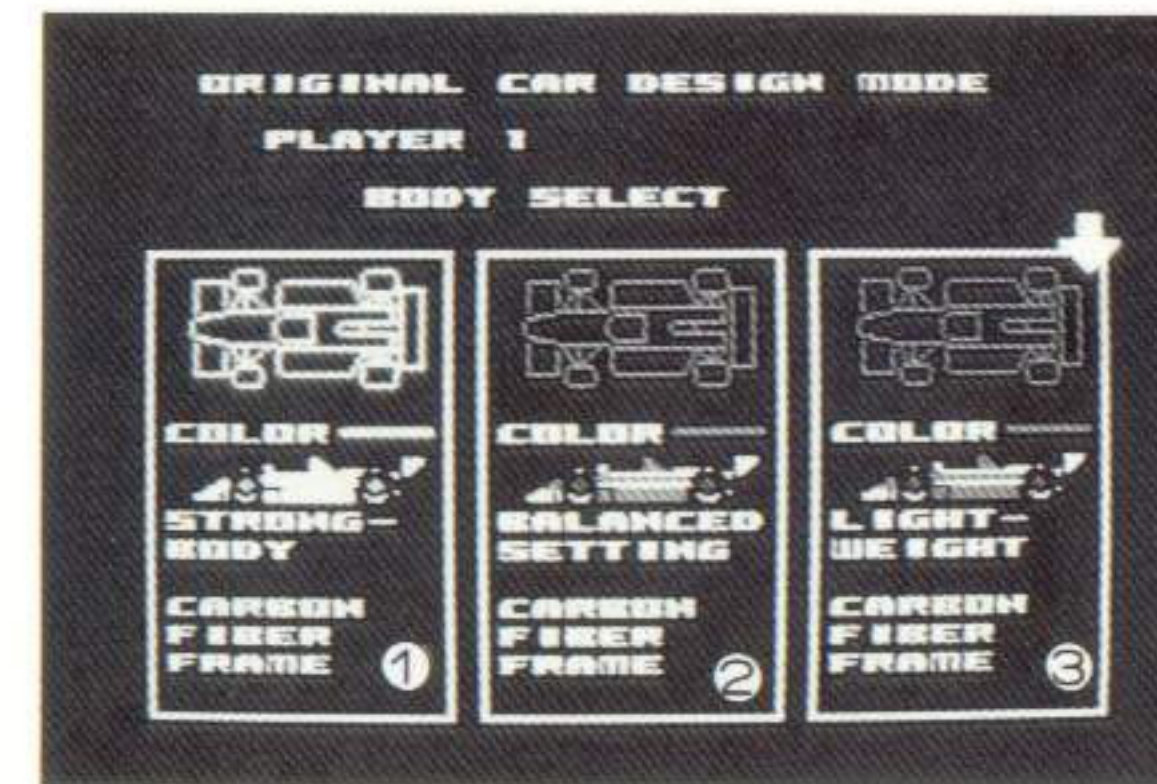 ORIGINAL CAR DESIGN MODE
PLAYER 1
BODY SELECT
COLOR
STRONG-
BODY
CARBON
FIBER
FRAME
①
COLOR
BALANCED
SETTING
CARBON
FIBER
FRAME
②
COLOR
LIGHT-
WEIGHT
CARBON
FIBER
FRAME
③